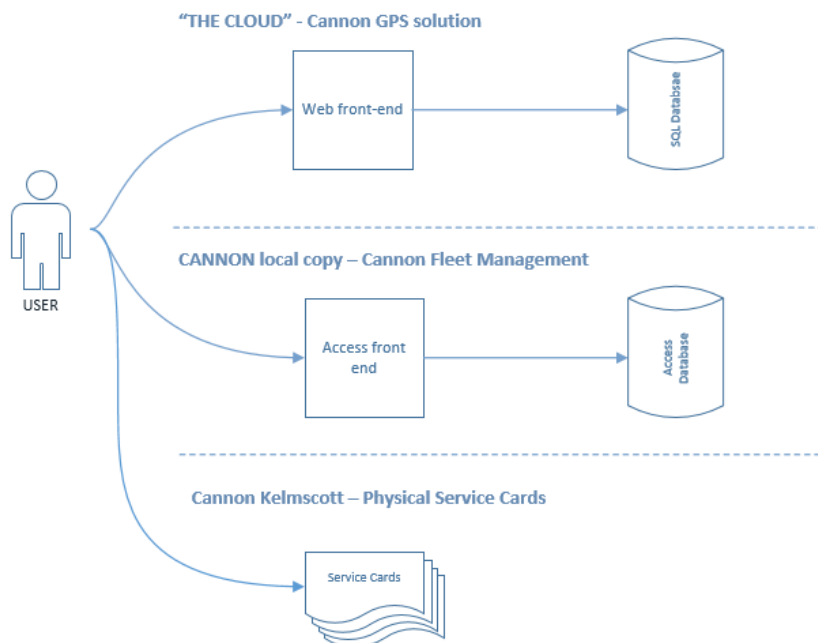 “THE CLOUD” - Cannon GPS solution
Web front-end
SQL Databsae
USER
CANNON local copy – Cannon Fleet Management
Access front
end
Access
Database
Cannon Kelmscott – Physical Service Cards
Service Cards